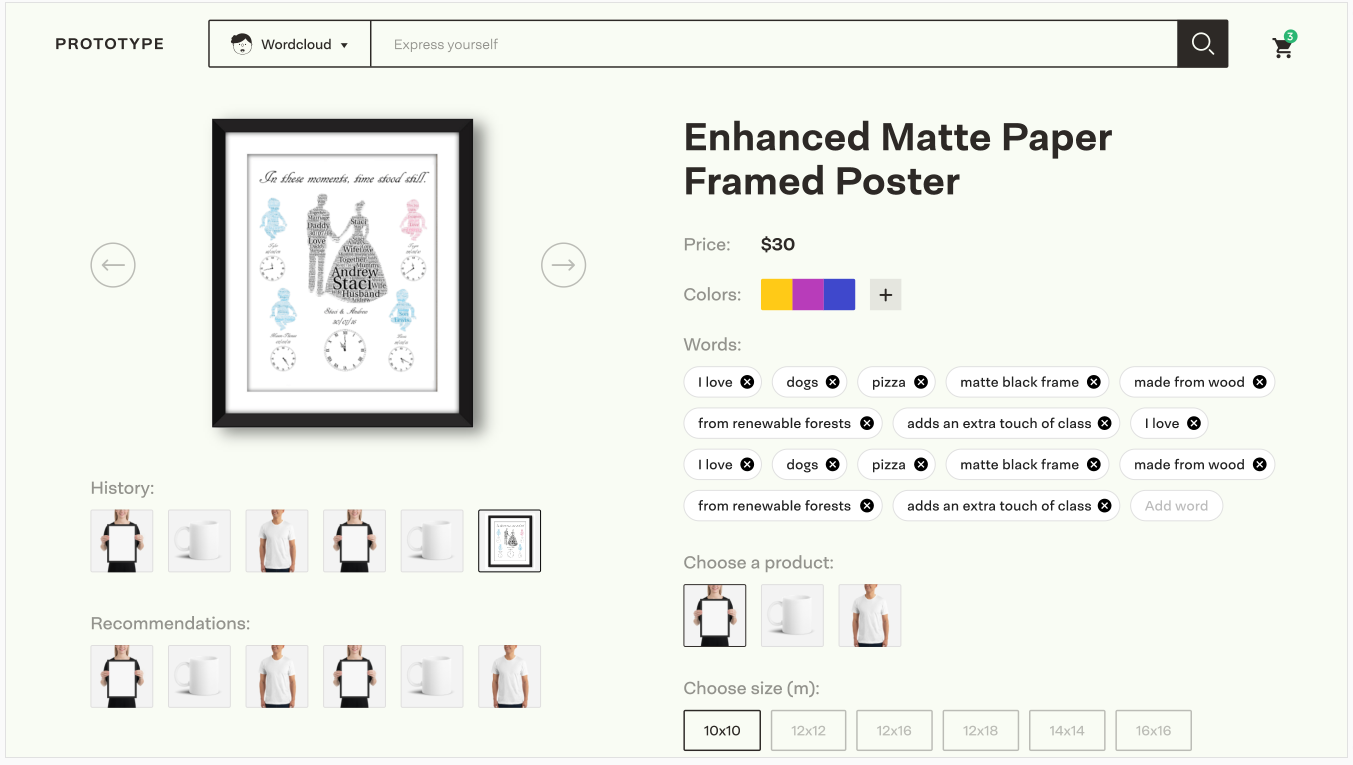 PROTOTYPE
Wordcloud
Express yourself
3
Enhanced Matte Paper
Framed Poster
Price: $30
Colors: +
Words:
I love dogs pizza matte black frame made from wood
from renewable forests adds an extra touch of class I love
I love dogs pizza matte black frame made from wood
from renewable forests adds an extra touch of class Add word
Choose a product:
Choose size (m):
10x10 12x12 12x16 12x18 14x14 16x16
In these moments, time stood still.
Daddy
Love
Staci
Together
Andrew
Staci
Husband
Staci & Andrew
History:
Recommendations: